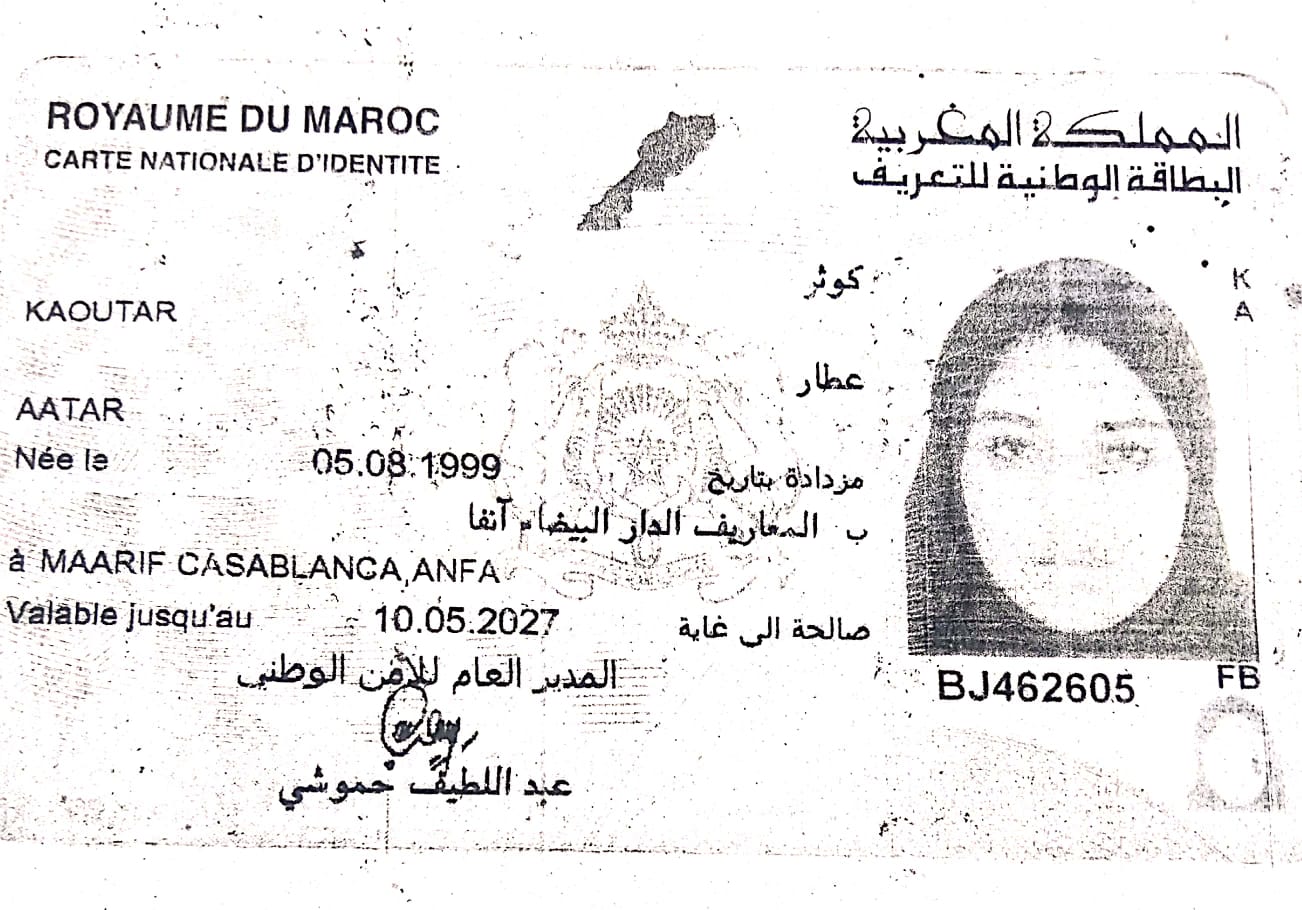 ROYAUME DU MAROC
المملكة المغربية
CARTE NATIONALE D'IDENTITE
البطاقة الوطنية للتعريف
كوثر
K
A
KAOUTAR
عطار
AATAR
Née le 05.08.1999 مزدادة بتاريخ
ب المعاريف الدار البيضاء آنفا
à MAARIF CASABLANCA,ANFA
Valable jusqu'au 10.05.2027 صالحة الى غاية
المدير العام للأمن الوطني
BJ462605
FB
عبد اللطيف حموشي